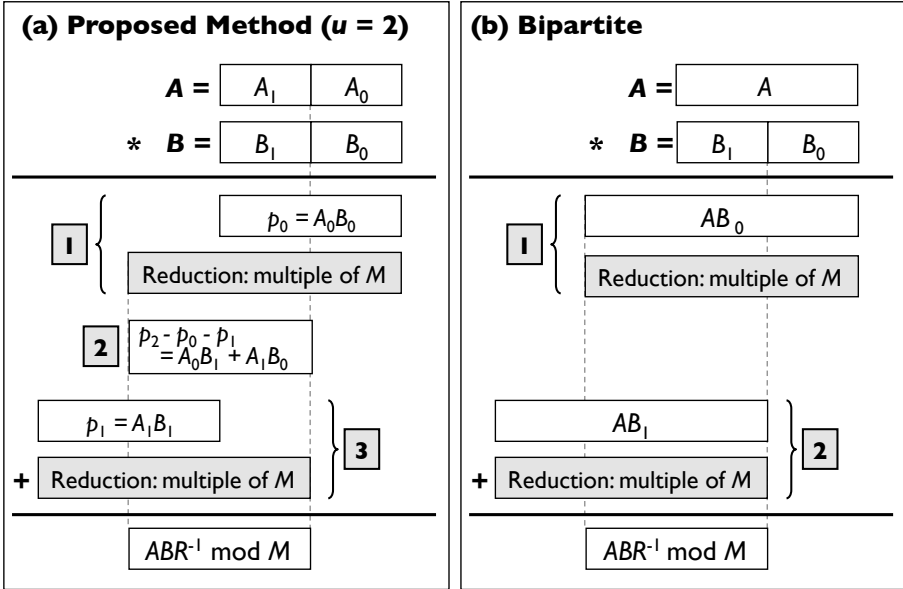 (a) Proposed Method (u = 2)
A = A₁ A₀
* B = B₁ B₀
1
p₀ = A₀B₀
Reduction: multiple of M
2
p₂ - p₀ - p₁
= A₀B₁ + A₁B₀
p₁ = A₁B₁
3
+ Reduction: multiple of M
ABR⁻¹ mod M
(b) Bipartite
A = A
* B = B₁ B₀
1
AB₀
Reduction: multiple of M
AB₁
2
+ Reduction: multiple of M
ABR⁻¹ mod M